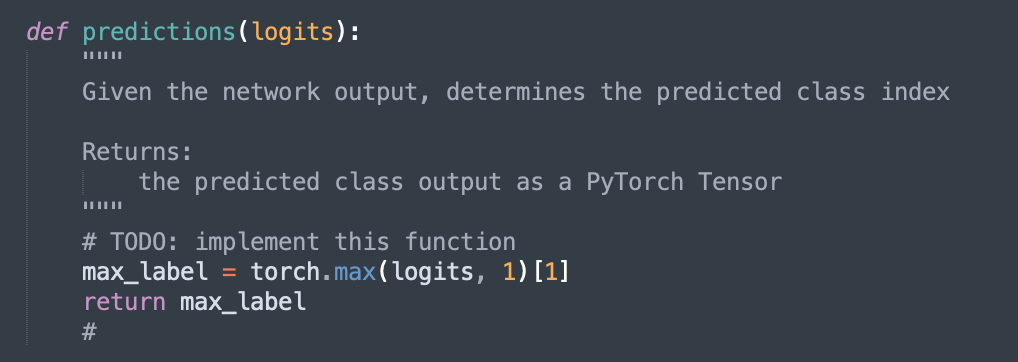 def predictions(logits):
"""
Given the network output, determines the predicted class index
Returns:
the predicted class output as a PyTorch Tensor
"""
# TODO: implement this function
max_label = torch.max(logits, 1)[1]
return max_label
#